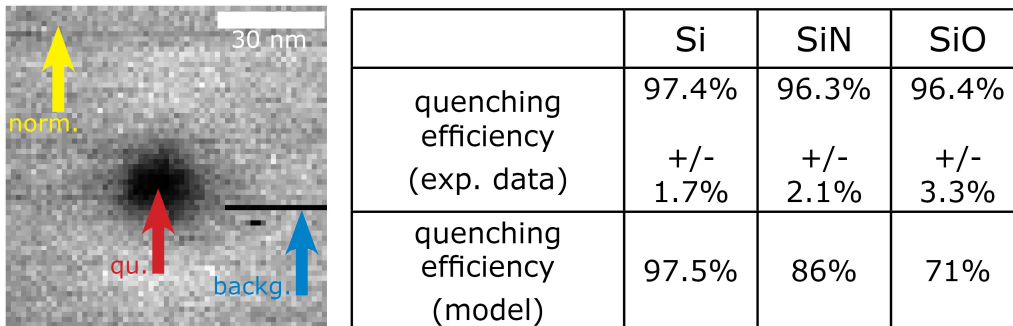 30 nm
norm.
qu.
backg.
Si SiN SiO
quenching
efficiency
(exp. data)
97.4% 96.3% 96.4%
+/- +/- +/-
1.7% 2.1% 3.3%
quenching
efficiency
(model)
97.5% 86% 71%